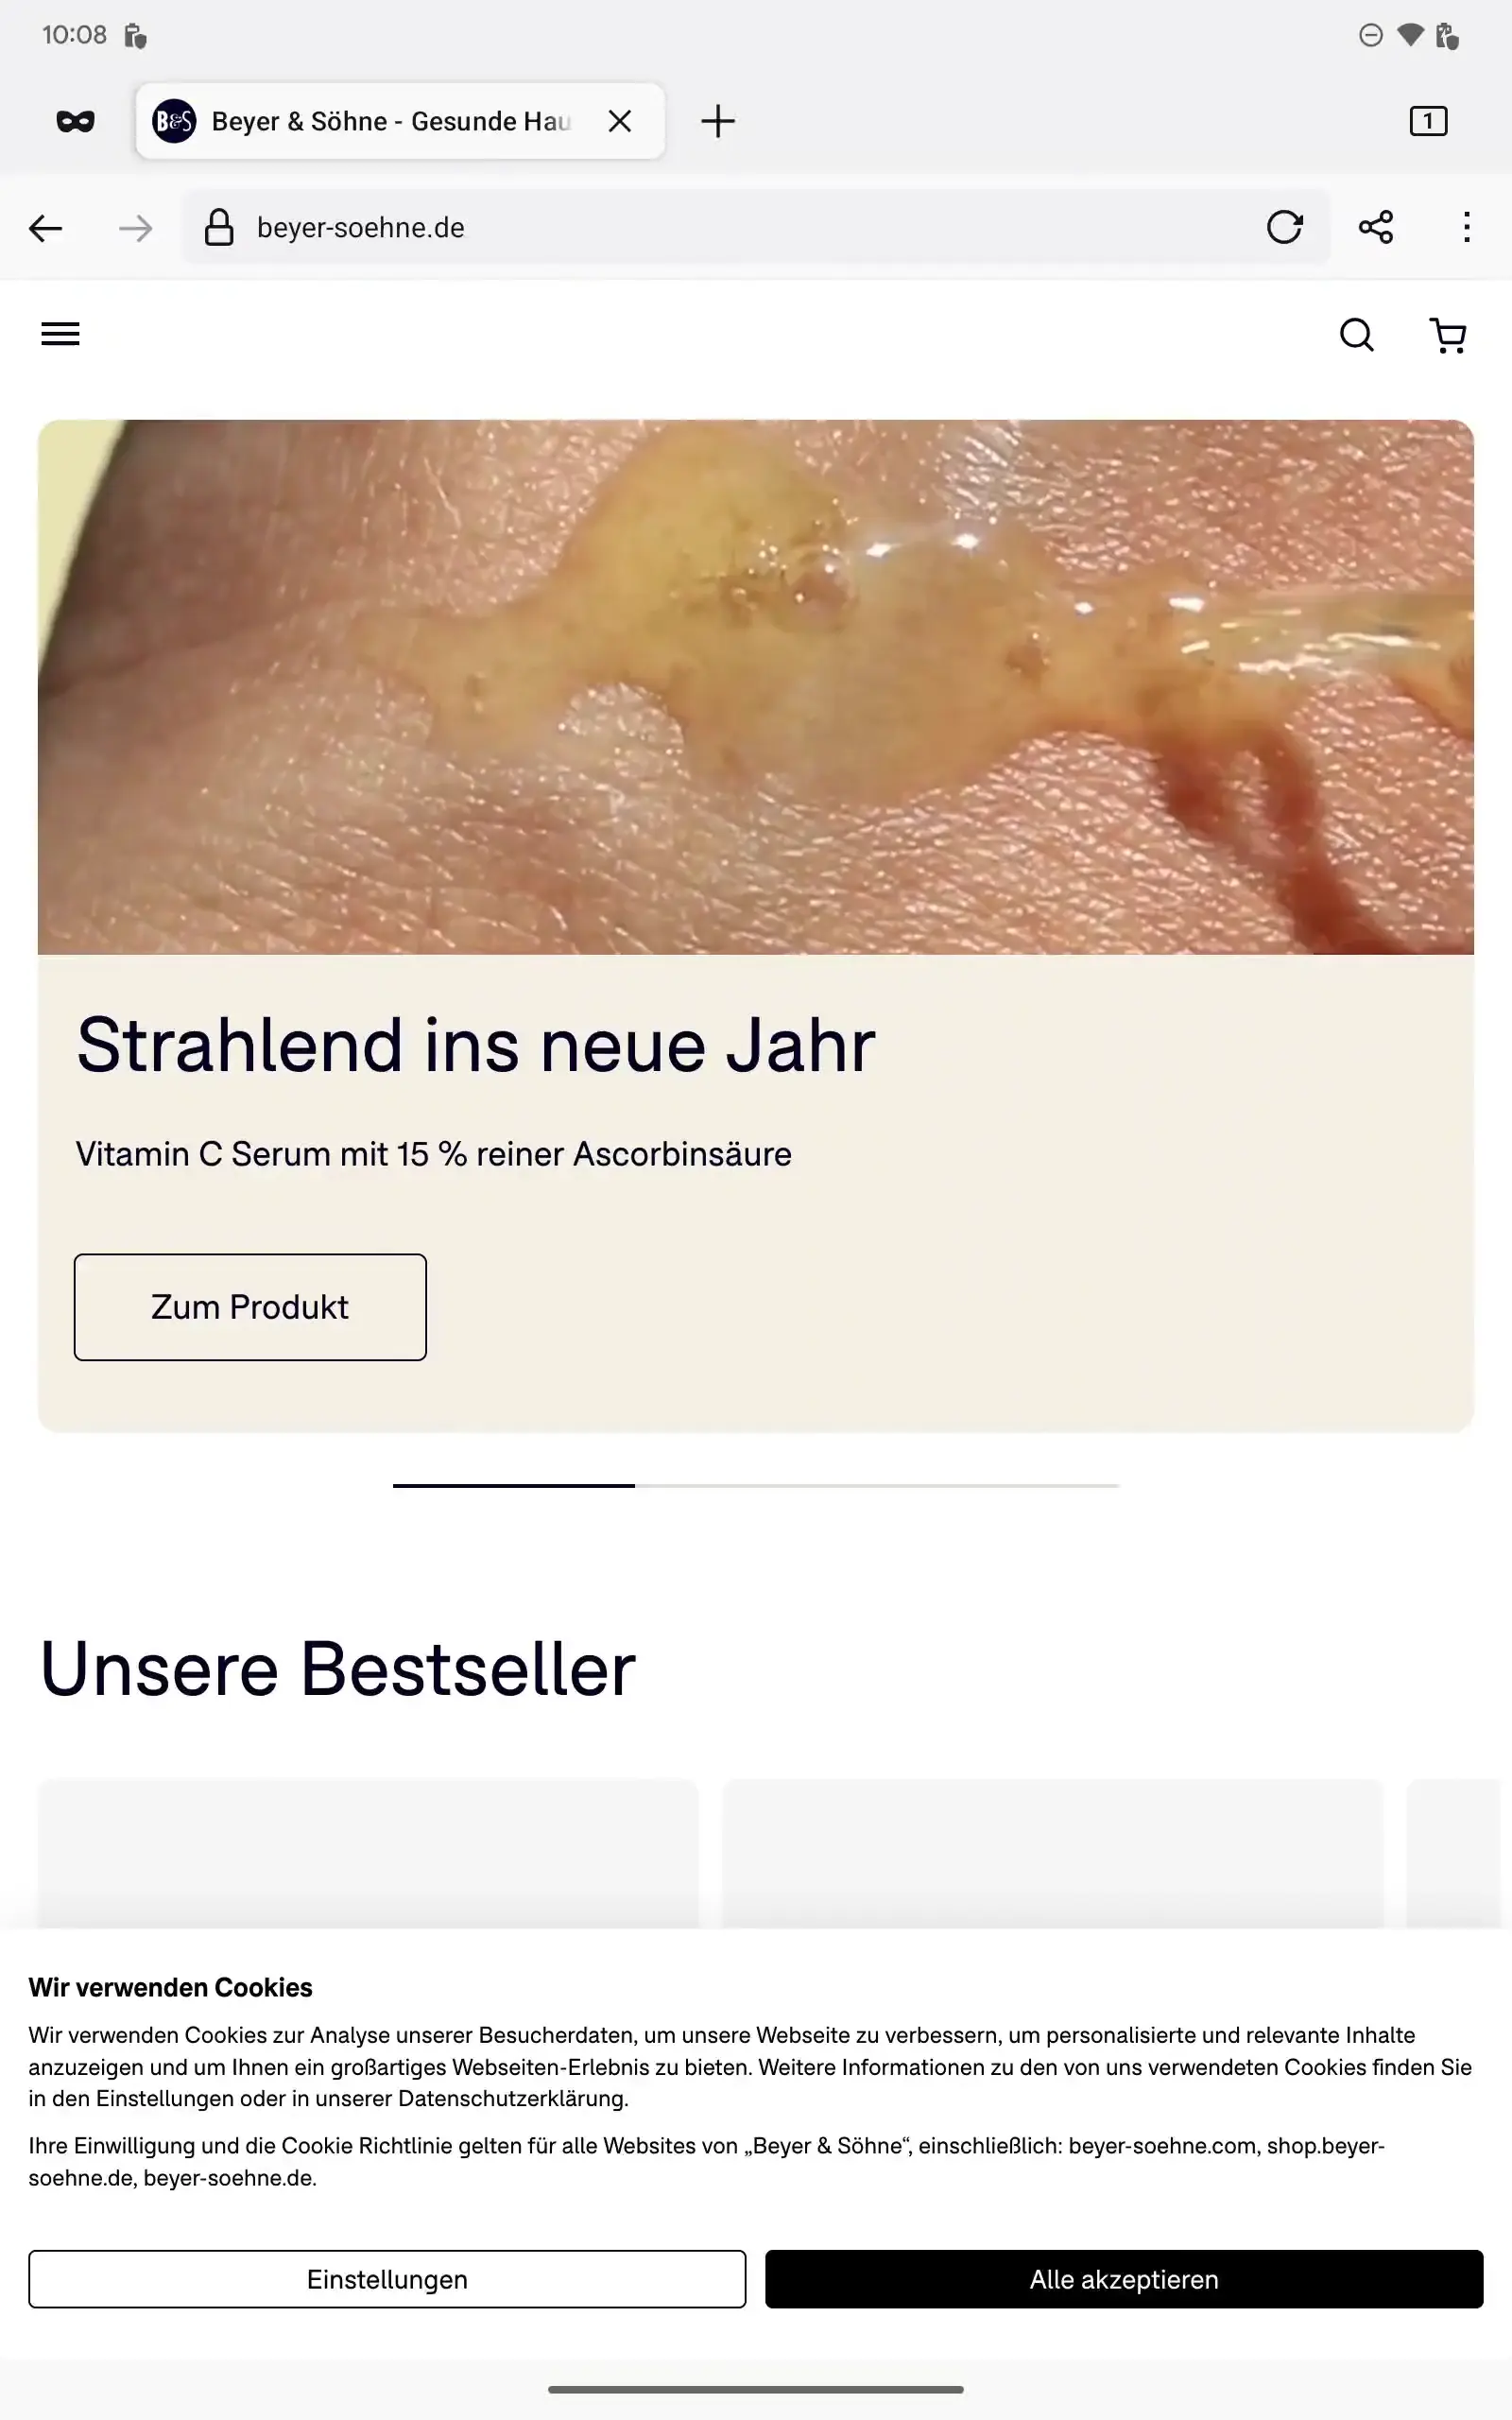 10:08
B&S Beyer & Söhne - Gesunde Hau
1
beyer-soehne.de
Strahlend ins neue Jahr
Vitamin C Serum mit 15 % reiner Ascorbinsäure
Zum Produkt
Unsere Bestseller
Wir verwenden Cookies
Wir verwenden Cookies zur Analyse unserer Besucherdaten, um unsere Webseite zu verbessern, um personalisierte und relevante Inhalte
anzuzeigen und um Ihnen ein großartiges Webseiten-Erlebnis zu bieten. Weitere Informationen zu den von uns verwendeten Cookies finden Sie
in den Einstellungen oder in unserer Datenschutzerklärung.
Ihre Einwilligung und die Cookie Richtlinie gelten für alle Websites von „Beyer & Söhne“, einschließlich: beyer-soehne.com, shop.beyer-
soehne.de, beyer-soehne.de.
Einstellungen
Alle akzeptieren